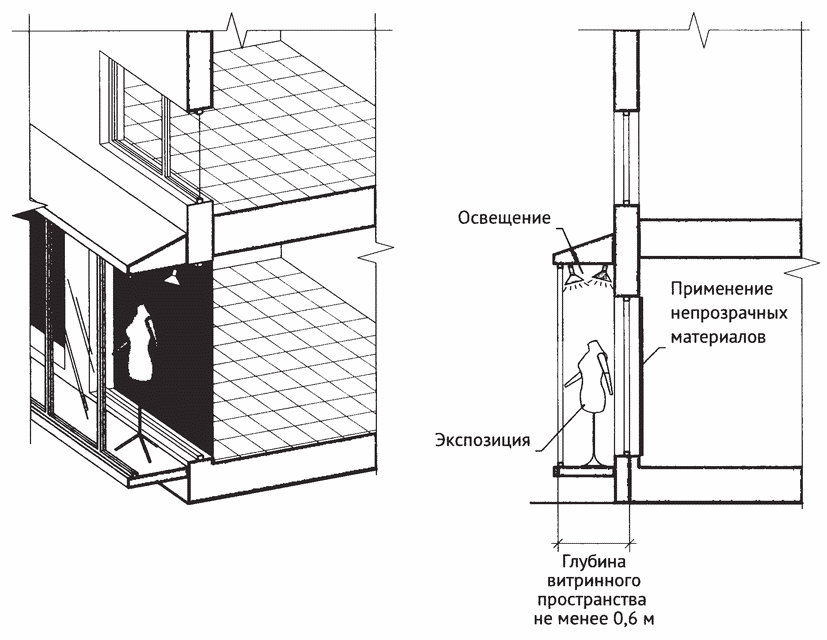 Освещение
Применение
непрозрачных
материалов
Экспозиция
Глубина
витринного
пространства
не менее 0,6 м